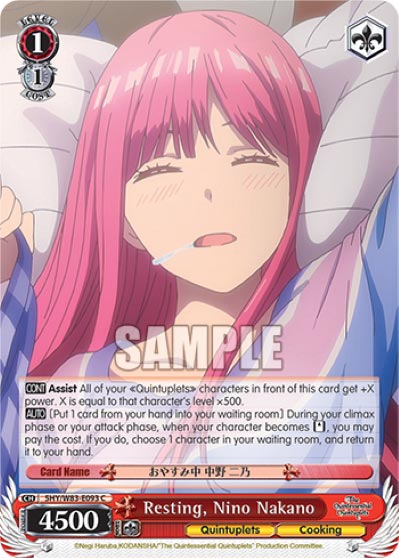 LEVEL
1
1
COST
SAMPLE
CONT Assist All of your «Quintuplets» characters in front of this card get +X
power. X is equal to that character's level ×500.
AUTO [Put 1 card from your hand into your waiting room] During your climax
phase or your attack phase, when your character becomes [ ], you may
pay the cost. If you do, choose 1 character in your waiting room, and return
it to your hand.
Card Name おやすみ中 中野 二乃
CH 5HY/W83-E093 C
4500
Resting, Nino Nakano
The Quintessential Quintuplets
Quintuplets Cooking
©Negi Haruba,KODANSHA/"The Quintessential Quintuplets" Production Committee